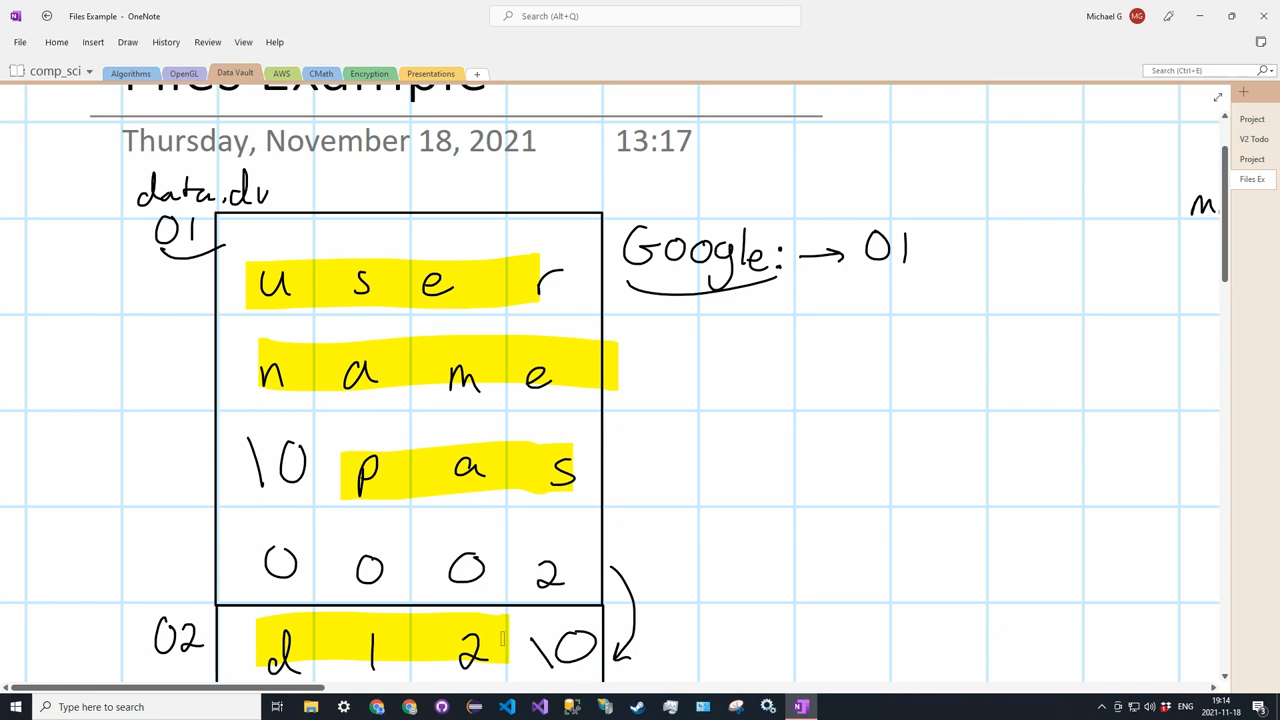 Files Example - OneNote
Search (Alt+Q)
Michael G
MG
File Home Insert Draw History Review View Help
comp_sci
Algorithms OpenGL Data Vault AWS CMath Encryption Presentations +
Search (Ctrl+E)
Files Example
Thursday, November 18, 2021 13:17
Project
V2 Todo
Project
Files Ex
data.dv
01
Google: → 01
m
u s e r
n a m e
\0 p a s
0 0 0 2
02 d 1 2 \0
Type here to search
ENG
19:14
2021-11-18